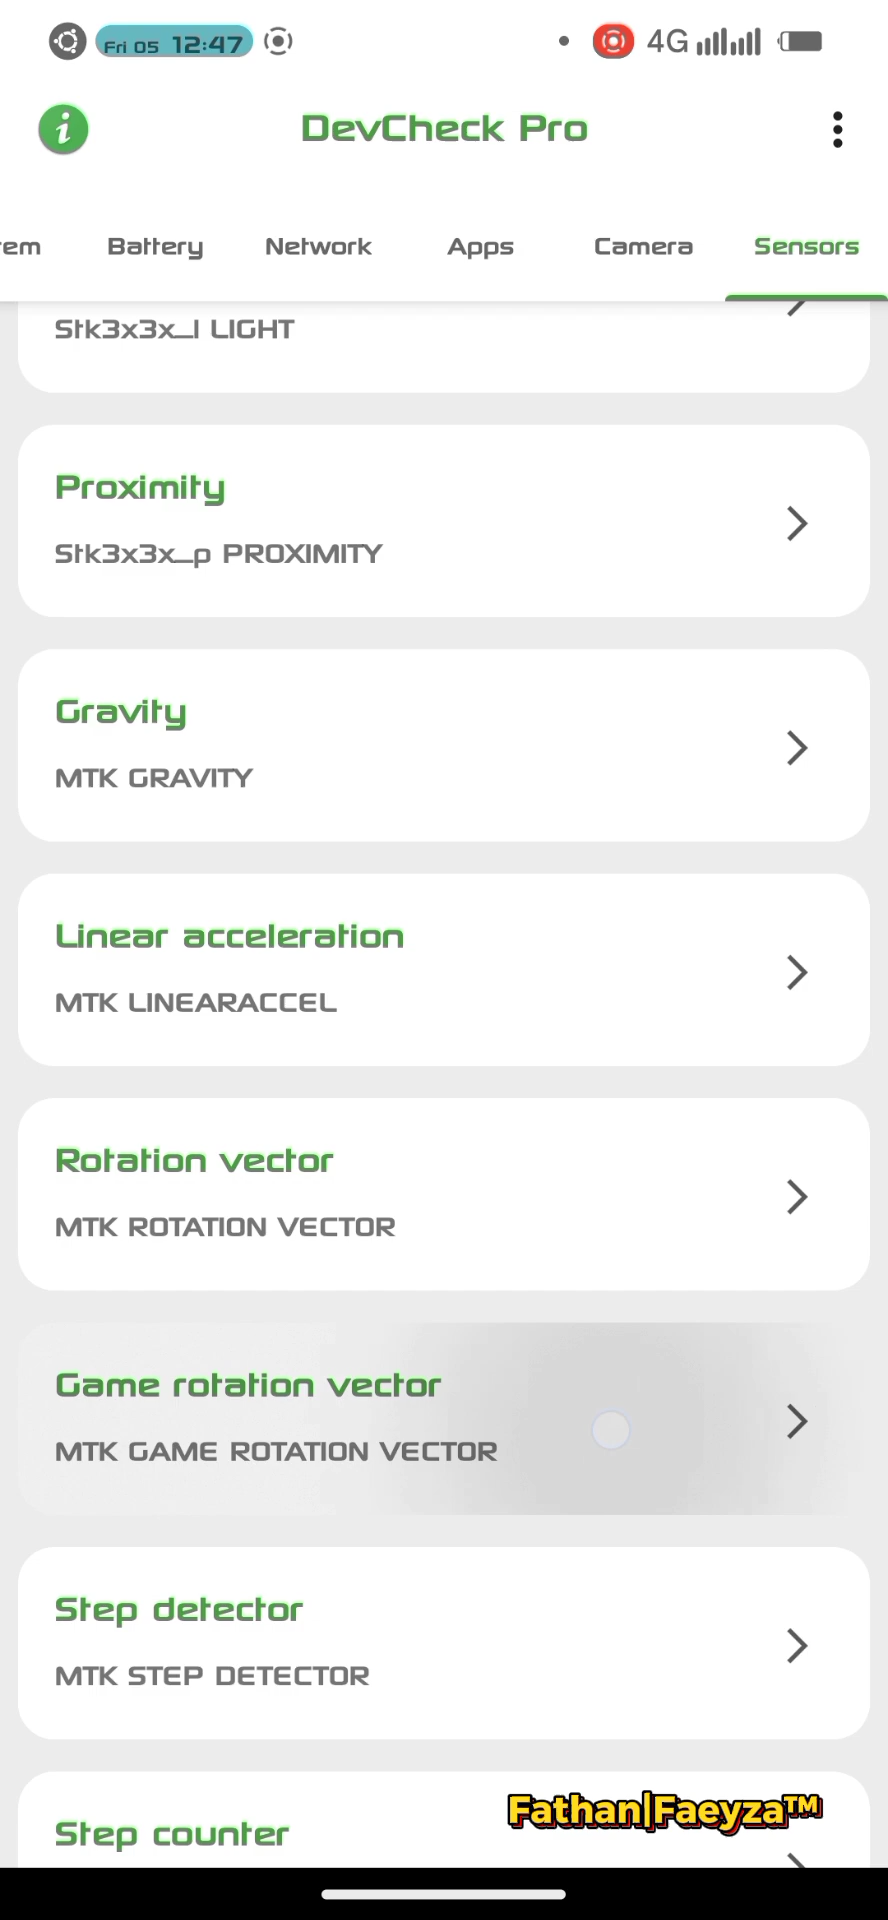 Fri 05 12:47
4G
DevCheck Pro
em Battery Network Apps Camera Sensors
Stk3x3x_l LIGHT
Proximity
Stk3x3x_p PROXIMITY
Gravity
MTK GRAVITY
Linear acceleration
MTK LINEARACCEL
Rotation vector
MTK ROTATION VECTOR
Game rotation vector
MTK GAME ROTATION VECTOR
Step detector
MTK STEP DETECTOR
Step counter
Fathan|Faeyza™